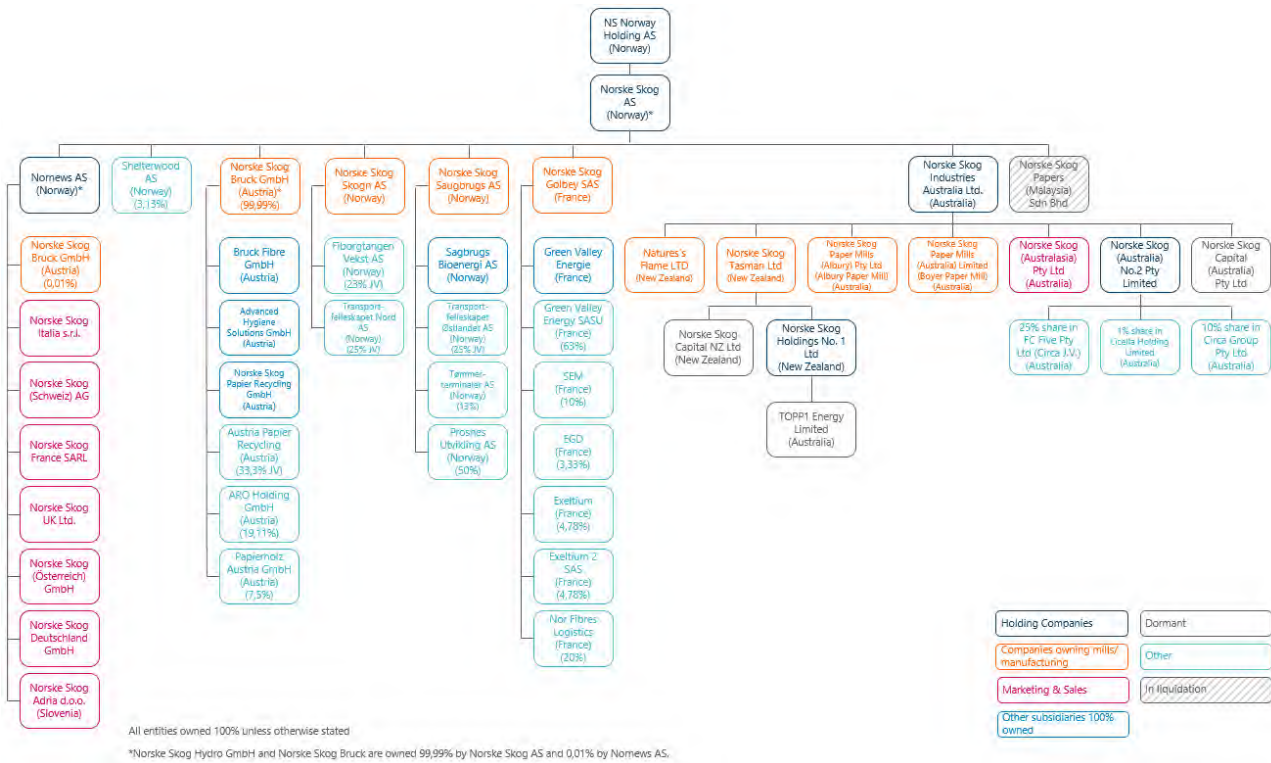 NS Norway
Holding AS
(Norway)
Norske Skog
AS
(Norway)*
Nornews AS
(Norway)*
Shelterwood
AS
(Norway)
(3,13%)
Norske Skog
Bruck GmbH
(Austria)*
(99,99%)
Norske Skog
Skogn AS
(Norway)
Norske Skog
Saugbrugs AS
(Norway)
Norske Skog
Golbey SAS
(France)
Norske Skog
Industries
Australia Ltd.
(Australia)
Norske Skog
Papers
(Malaysia)
Sdn Bhd
Norske Skog
Bruck GmbH
(Austria)
(0,01%)
Norske Skog
Italia s.r.l.
Norske Skog
(Schweiz) AG
Norske Skog
France SARL
Norske Skog
UK Ltd.
Norske Skog
(Österreich)
GmbH
Norske Skog
Deutschland
GmbH
Norske Skog
Adria d.o.o.
(Slovenia)
Bruck Fibre
GmbH
(Austria)
Advanced
Hygiene
Solutions GmbH
(Austria)
Norske Skog
Papier Recycling
GmbH
(Austria)
Austria Papier
Recycling
(Austria)
(33,3% JV)
ARO Holding
GmbH
(Austria)
(19,11%)
Papierholz
Austria GmbH
(Austria)
(7,5%)
Fiborgtangen
Vekst AS
(Norway)
(23% JV)
Transport-
felleskapet Nord
AS
(Norway)
(25% JV)
Sagbrugs
Bioenergi AS
(Norway)
Transport-
felleskapet
Østlandet AS
(Norway)
(25% JV)
Tømmer-
terminaler AS
(Norway)
(13%)
Prosnes
Utvikling AS
(Norway)
(50%)
Green Valley
Energie
(France)
Green Valley
Energy SASU
(France)
(63%)
SEM
(France)
(10%)
EGD
(France)
(3,33%)
Exeltium
(France)
(4,78%)
Exeltium 2
SAS
(France)
(4,78%)
Nor Fibres
Logistics
(France)
(20%)
Natures's
Flame LTD
(New Zealand)
Norske Skog
Tasman Ltd
(New Zealand)
Norske Skog
Paper Mills
(Albury) Pty Ltd
(Albury Paper Mill)
(Australia)
Norske Skog
Paper Mills
(Australia) Limited
(Boyer Paper Mill)
(Australia)
Norske Skog
(Australasia)
Pty Ltd
(Australia)
Norske Skog
(Australia)
No.2 Pty
Limited
Norske Skog
Capital
(Australia)
Pty Ltd
Norske Skog
Capital NZ Ltd
(New Zealand)
Norske Skog
Holdings No. 1
Ltd
(New Zealand)
TOPP1 Energy
Limited
(Australia)
25% share in
FC Five Pty
Ltd (Circa J.V.)
(Australia)
1% share in
Licella Holding
Limited
(Australia)
10% share in
Circa Group
Pty Ltd
(Australia)
Holding Companies
Dormant
Companies owning mills/
manufacturing
Other
Marketing & Sales
In liquidation
Other subsidiaries 100%
owned
All entities owned 100% unless otherwise stated
*Norske Skog Hydro GmbH and Norske Skog Bruck are owned 99,99% by Norske Skog AS and 0,01% by Nornews AS.